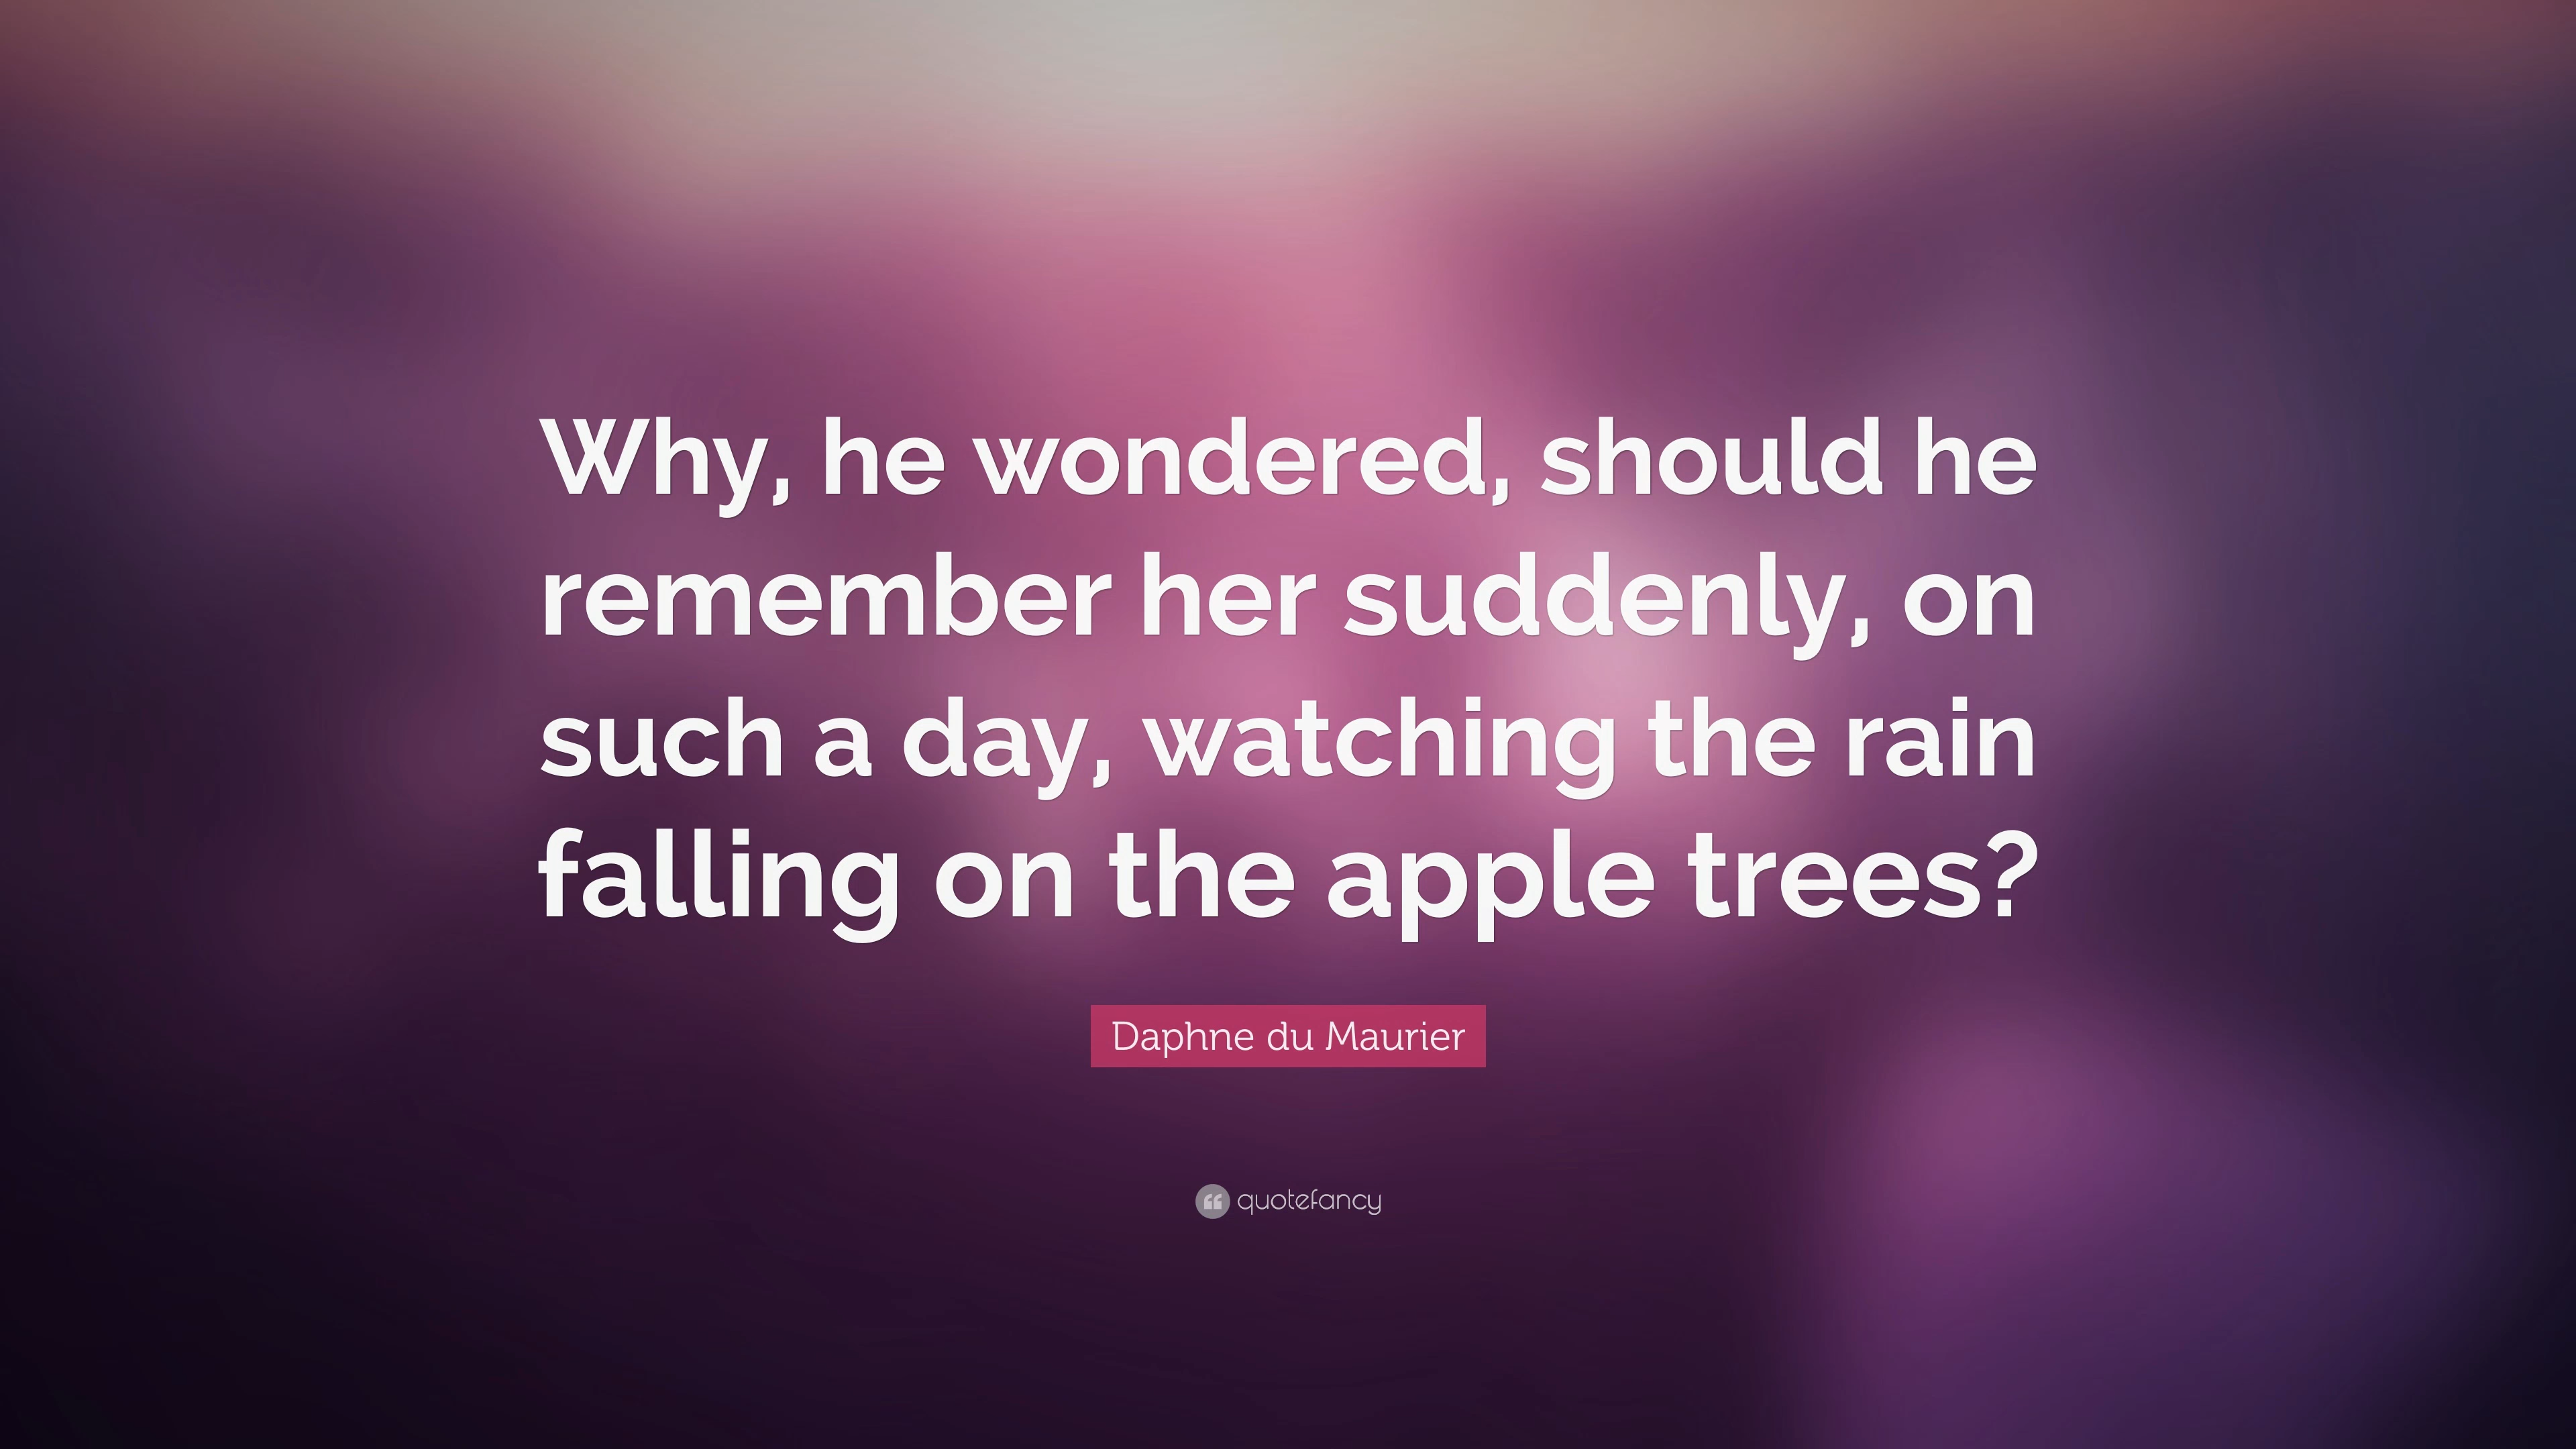 Why, he wondered, should he
remember her suddenly, on
such a day, watching the rain
falling on the apple trees?
Daphne du Maurier
quotefancy